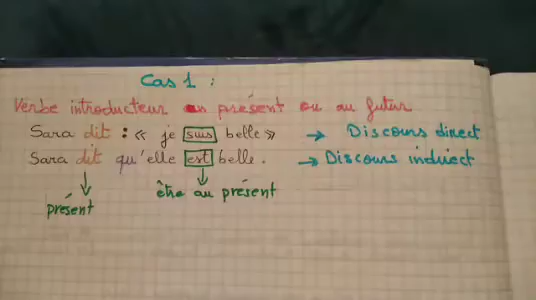 Cas 1 :
Verbe introducteur en présent ou au futur
Sara dit : « je suis belle » → Discours direct
Sara dit qu'elle est belle. → Discours indirect
présent
être au présent